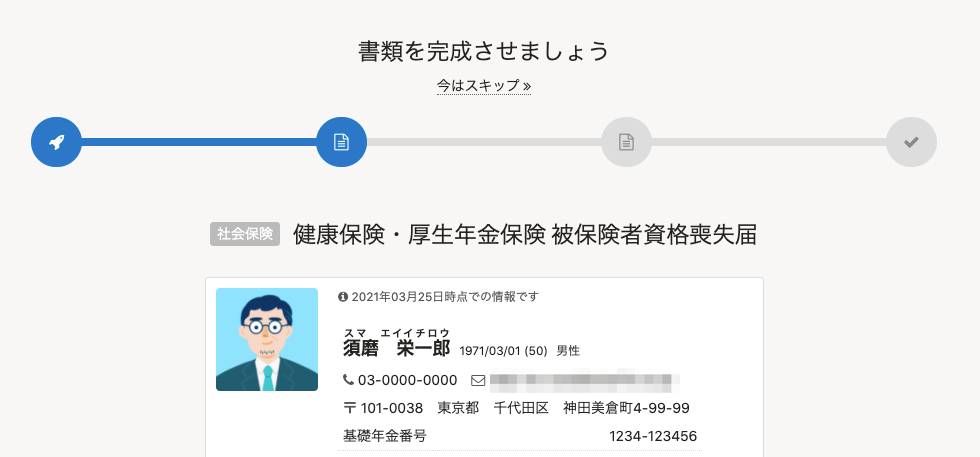 書類を完成させましょう
今はスキップ »
社会保険 健康保険・厚生年金保険 被保険者資格喪失届
2021年03月25日時点での情報です
スマ エイイチロウ
須磨 栄一郎 1971/03/01 (50) 男性
03-0000-0000
〒 101-0038 東京都 千代田区 神田美倉町4-99-99
基礎年金番号 1234-123456